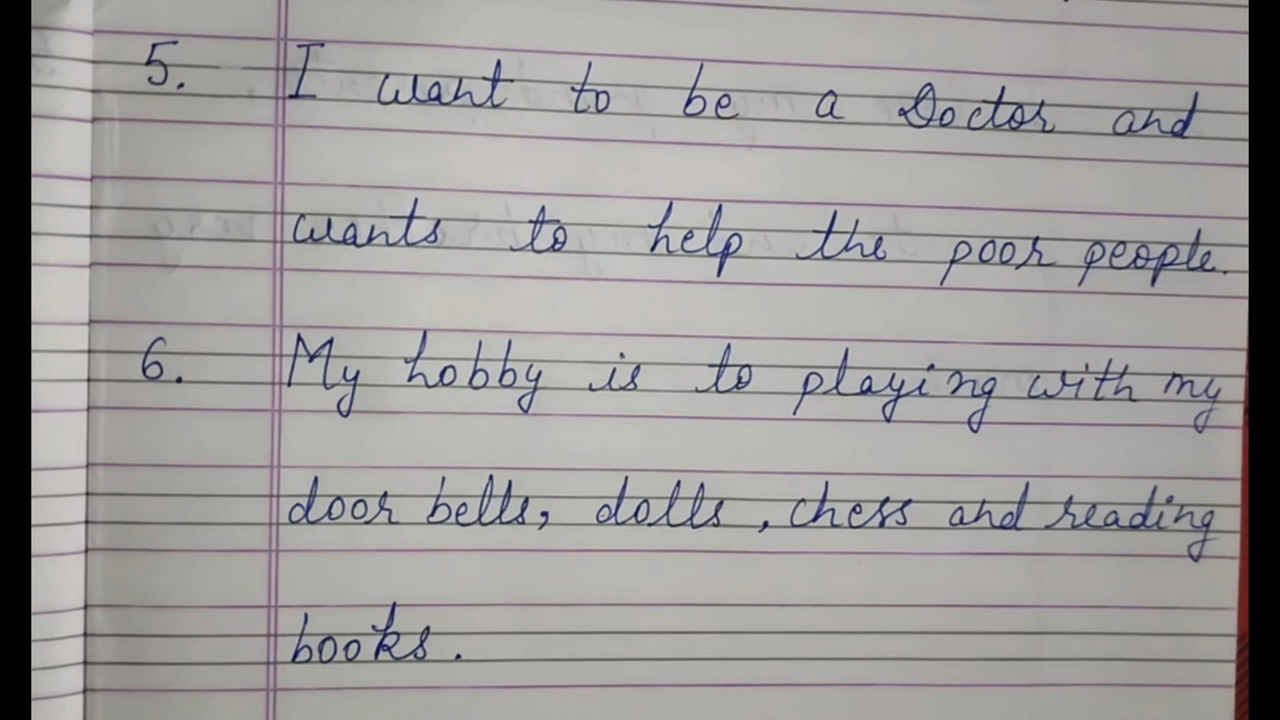 5. I want to be a Doctor and
wants to help the poor people.
6. My hobby is to playing with my
door bells, dolls, chess and reading
books.